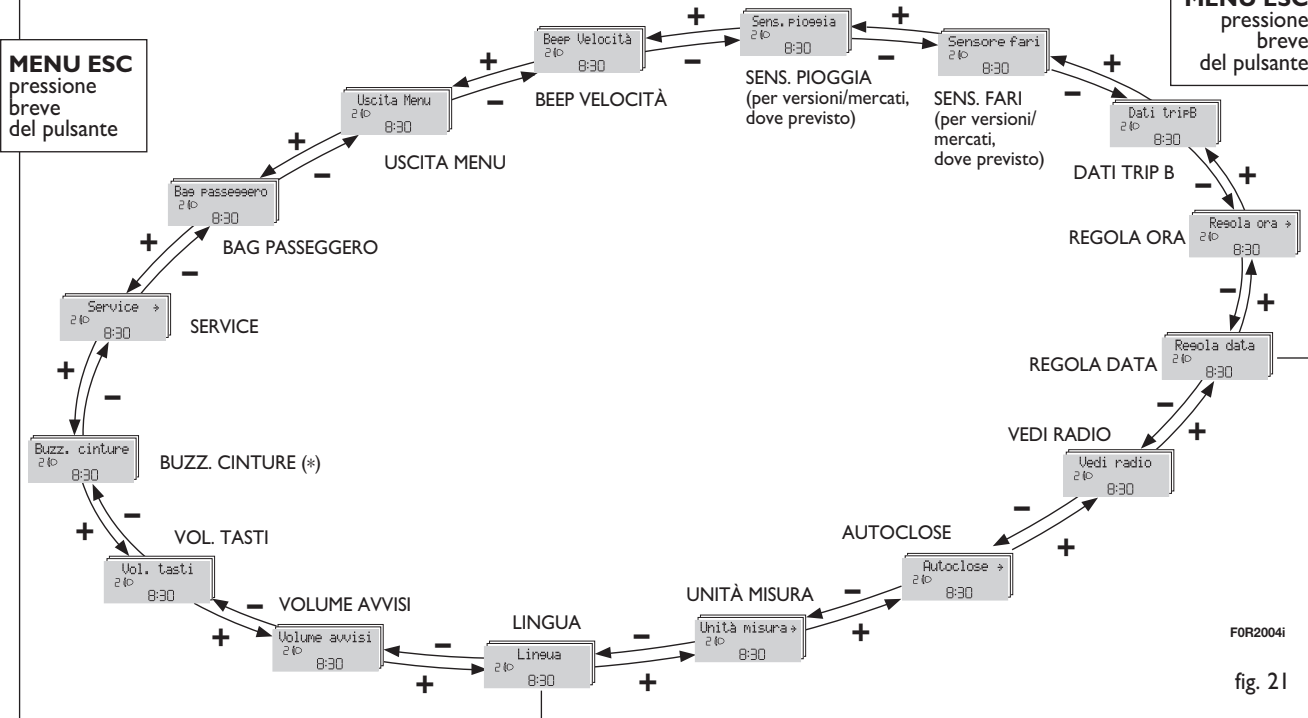 MENU ESC
pressione
breve
del pulsante
MENU ESC
pressione
breve
del pulsante
Beep Velocità
8:30
BEEP VELOCITÀ
Sens. pioggia
8:30
SENS. PIOGGIA
(per versioni/mercati,
dove previsto)
Sensore fari
8:30
SENS. FARI
(per versioni/
mercati,
dove previsto)
Dati tripB
8:30
DATI TRIP B
Regola ora →
8:30
REGOLA ORA
Regola data
8:30
REGOLA DATA
Vedi radio
8:30
VEDI RADIO
Autoclose →
8:30
AUTOCLOSE
Unità misura→
8:30
UNITÀ MISURA
Lingua
8:30
LINGUA
Volume avvisi
8:30
VOLUME AVVISI
Vol. tasti
8:30
VOL. TASTI
Buzz. cinture
8:30
BUZZ. CINTURE (*)
Service →
8:30
SERVICE
Bag passeggero
8:30
BAG PASSEGGERO
Uscita Menu
8:30
USCITA MENU
F0R2004i
fig. 21